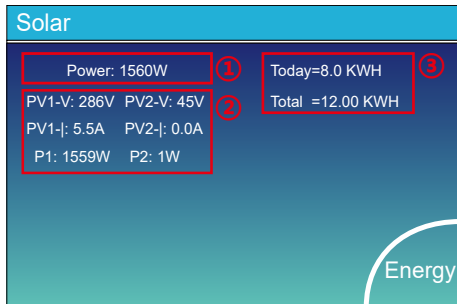 Solar
Power: 1560W ①
PV1-V: 286V PV2-V: 45V ②
PV1-|: 5.5A PV2-|: 0.0A
P1: 1559W P2: 1W
Today=8.0 KWH ③
Total =12.00 KWH
Energy